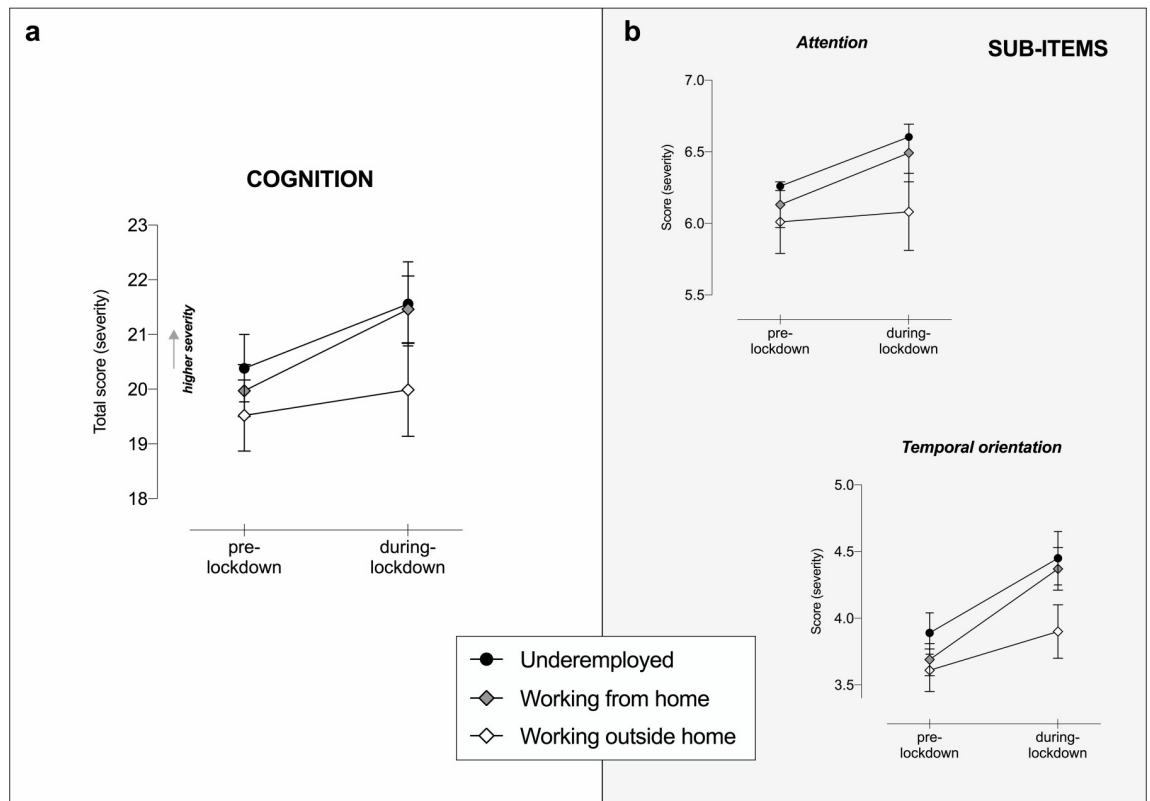 a
COGNITION
Total score (severity)
23
22
21
20
19
18
higher severity
pre-
lockdown
during-
lockdown
b
SUB-ITEMS
Attention
Score (severity)
7.0
6.5
6.0
5.5
pre-
lockdown
during-
lockdown
Temporal orientation
Score (severity)
5.0
4.5
4.0
3.5
pre-
lockdown
during-
lockdown
Underemployed
Working from home
Working outside home